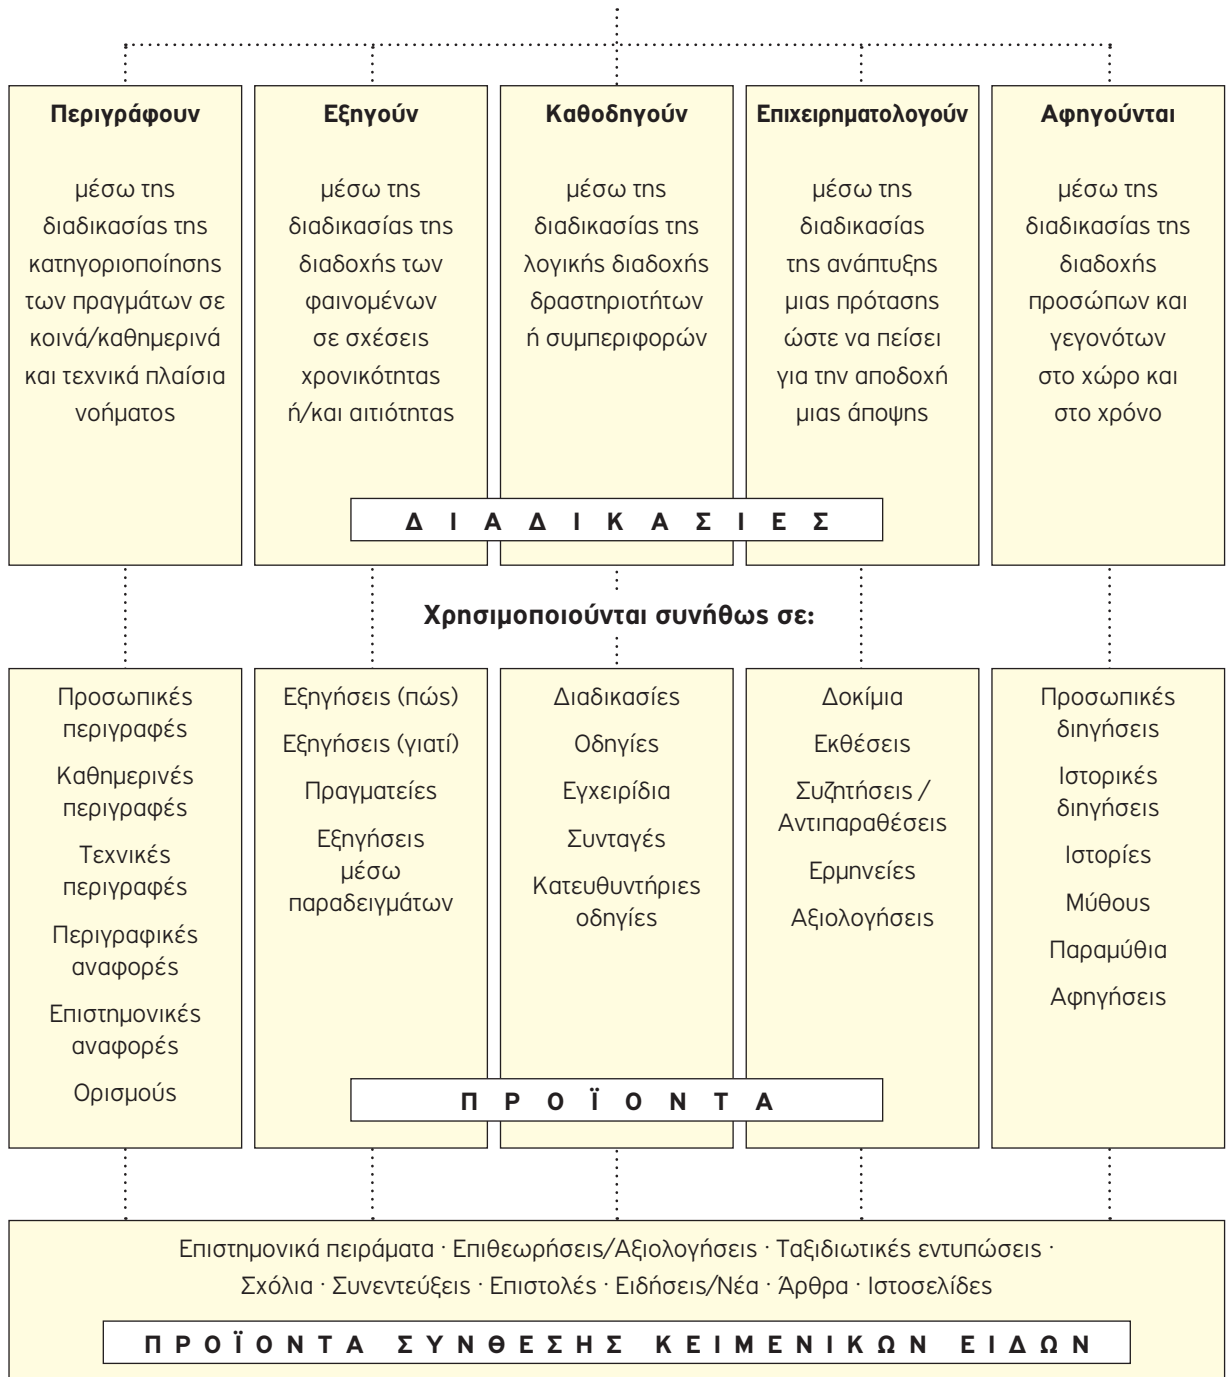 Περιγράφουν
μέσω της
διαδικασίας της
κατηγοριοποίησης
των πραγμάτων σε
κοινά/καθημερινά
και τεχνικά πλαίσια
νοήματος
Εξηγούν
μέσω της
διαδικασίας της
διαδοχής των
φαινομένων
σε σχέσεις
χρονικότητας
ή/και αιτιότητας
Καθοδηγούν
μέσω της
διαδικασίας της
λογικής διαδοχής
δραστηριοτήτων
ή συμπεριφορών
Επιχειρηματολογούν
μέσω της
διαδικασίας
της ανάπτυξης
μιας πρότασης
ώστε να πείσει
για την αποδοχή
μιας άποψης
Αφηγούνται
μέσω της
διαδικασίας της
διαδοχής
προσώπων και
γεγονότων
στο χώρο και
στο χρόνο
ΔΙΑΔΙΚΑΣΙΕΣ
Χρησιμοποιούνται συνήθως σε:
Προσωπικές
περιγραφές
Καθημερινές
περιγραφές
Τεχνικές
περιγραφές
Περιγραφικές
αναφορές
Επιστημονικές
αναφορές
Ορισμούς
Εξηγήσεις (πώς)
Εξηγήσεις (γιατί)
Πραγματείες
Εξηγήσεις
μέσω
παραδειγμάτων
Διαδικασίες
Οδηγίες
Εγχειρίδια
Συνταγές
Κατευθυντήριες
οδηγίες
Δοκίμια
Εκθέσεις
Συζητήσεις /
Αντιπαραθέσεις
Ερμηνείες
Αξιολογήσεις
Προσωπικές
διηγήσεις
Ιστορικές
διηγήσεις
Ιστορίες
Μύθους
Παραμύθια
Αφηγήσεις
ΠΡΟΪΟΝΤΑ
Επιστημονικά πειράματα · Επιθεωρήσεις/Αξιολογήσεις · Ταξιδιωτικές εντυπώσεις ·
Σχόλια · Συνεντεύξεις · Επιστολές · Ειδήσεις/Νέα · Άρθρα · Ιστοσελίδες
ΠΡΟΪΟΝΤΑ ΣΥΝΘΕΣΗΣ ΚΕΙΜΕΝΙΚΩΝ ΕΙΔΩΝ